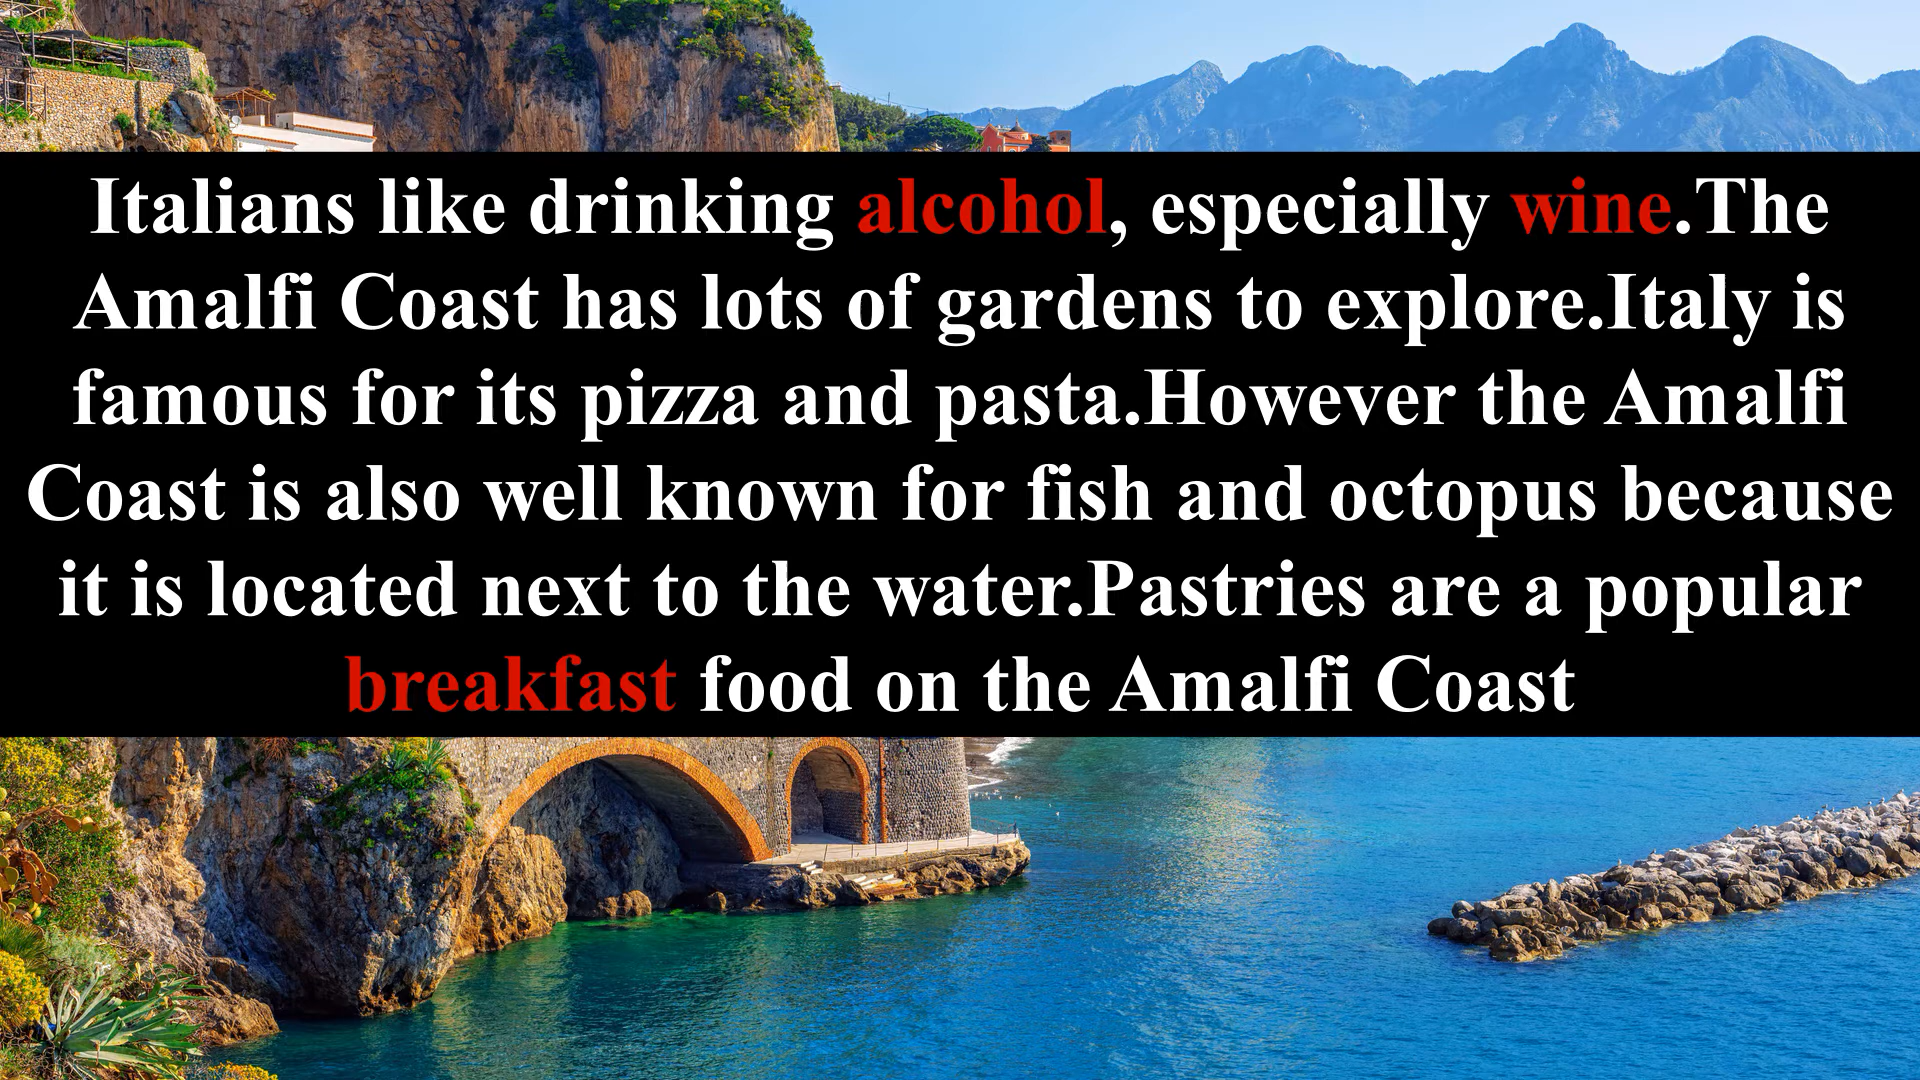 Italians like drinking alcohol, especially wine.The
Amalfi Coast has lots of gardens to explore.Italy is
famous for its pizza and pasta.However the Amalfi
Coast is also well known for fish and octopus because
it is located next to the water.Pastries are a popular
breakfast food on the Amalfi Coast